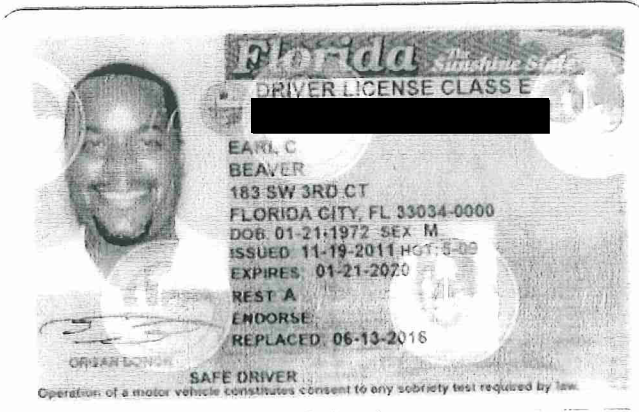 Florida The Sunshine State
DRIVER LICENSE CLASS E
EARL C
BEAVER
183 SW 3RD CT
FLORIDA CITY, FL 33034-0000
DOB: 01-21-1972 SEX: M
ISSUED: 11-19-2011 HGT: 5-09
EXPIRES: 01-21-2020
REST: A
ENDORSE:
REPLACED: 06-13-2016
ORGAN DONOR
SAFE DRIVER
Operation of a motor vehicle constitutes consent to any sobriety test required by law.